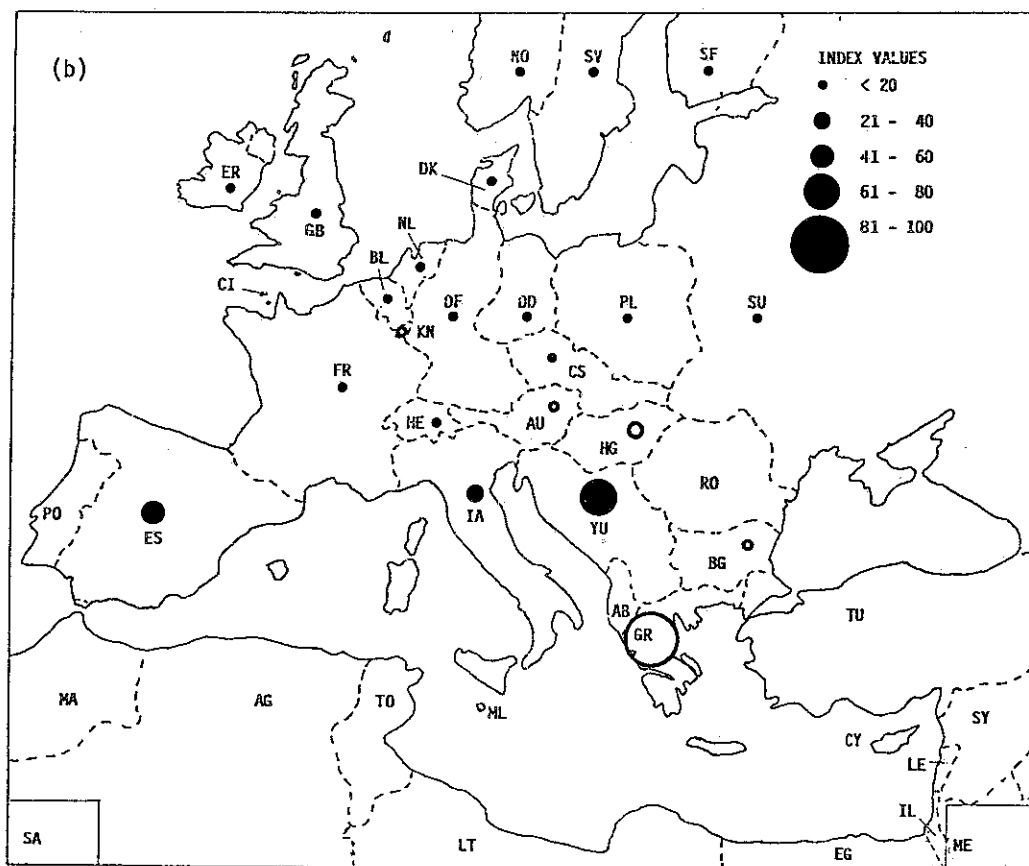 (b)
INDEX VALUES
< 20
21 - 40
41 - 60
61 - 80
81 - 100
NO
SV
SF
ER
DK
GB
NL
BL
CI
DF
DD
PL
SU
KN
FR
CS
HE
AU
HG
RO
PO
ES
IA
YU
BG
AB
GR
TU
MA
AG
TO
ML
CY
SY
LE
IL
SA
LT
EG
ME